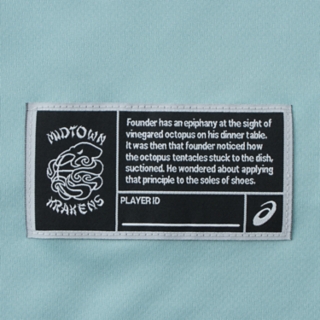 MIDTOWN
KRAKENS
Founder has an epiphany at the sight of
vinegared octopus on his dinner table.
It was then that founder noticed how
the octopus tentacles stuck to the dish,
suctioned. He wondered about applying
that principle to the soles of shoes.
PLAYER ID